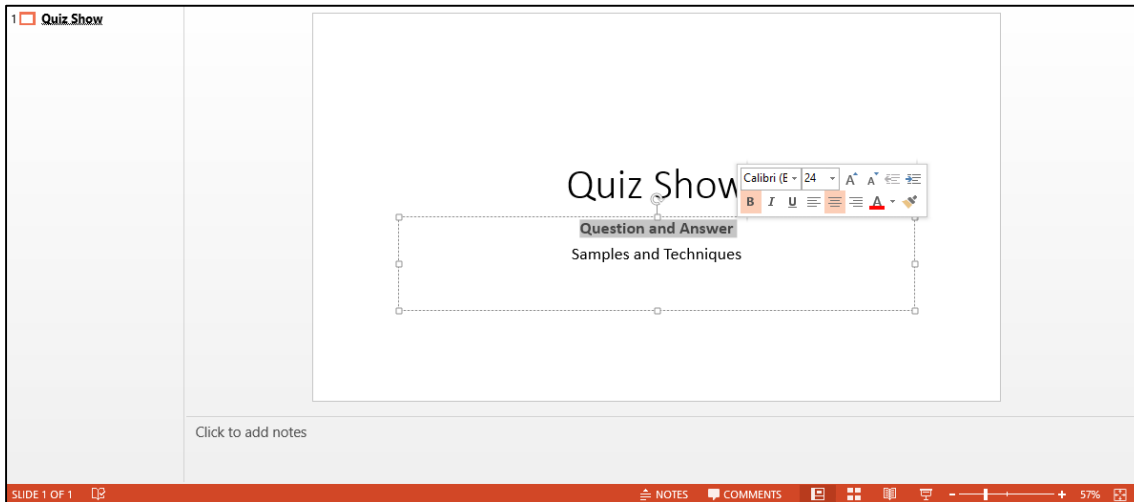 1 Quiz Show
Quiz Show
Calibri (E 24 A A
B I U A
Question and Answer
Samples and Techniques
Click to add notes
SLIDE 1 OF 1 NOTES COMMENTS - + 57%